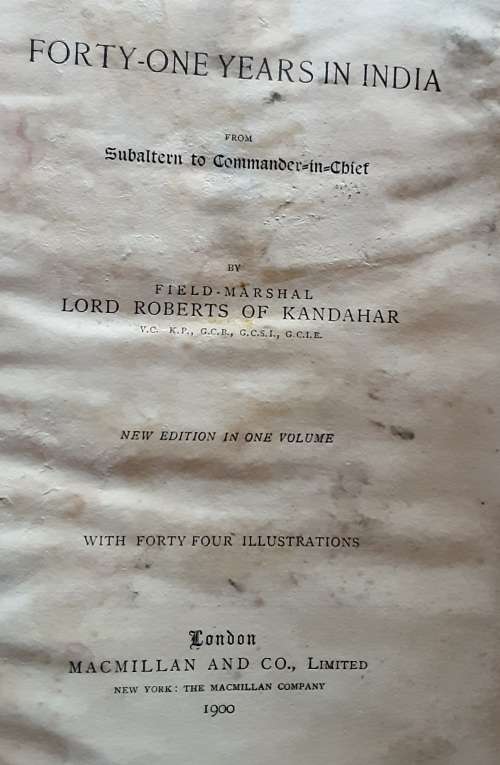 FORTY-ONE YEARS IN INDIA
FROM
Subaltern to Commander-in-Chief
BY
FIELD-MARSHAL
LORD ROBERTS OF KANDAHAR
V.C. K.P., G.C.B., G.C.S.I., G.C.I.E.
NEW EDITION IN ONE VOLUME
WITH FORTY FOUR ILLUSTRATIONS
London
MACMILLAN AND CO., LIMITED
NEW YORK: THE MACMILLAN COMPANY
1900